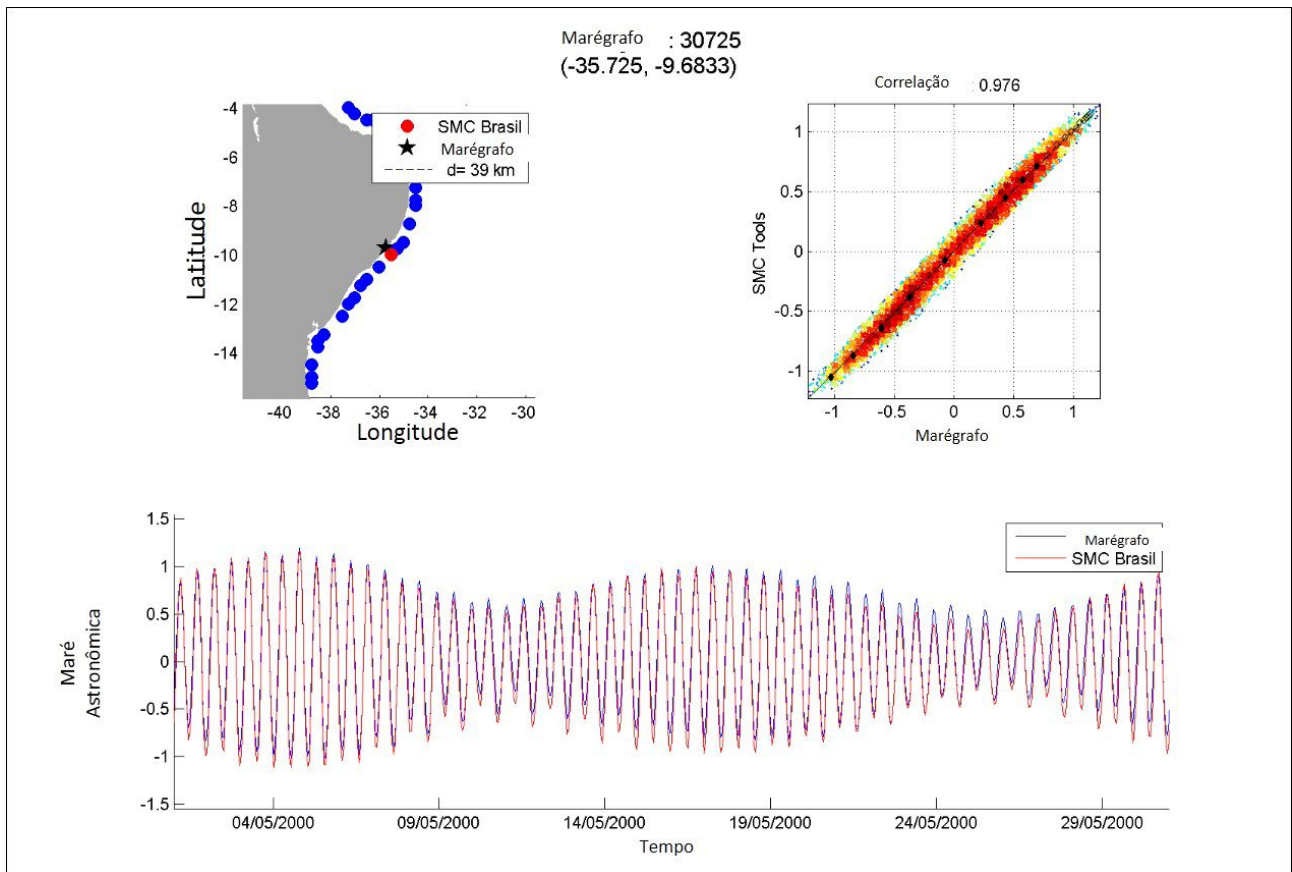 Marégrafo : 30725
(-35.725, -9.6833)
-4
-6
-8
-10
-12
-14
Latitude
-40 -38 -36 -34 -32 -30
Longitude
SMC Brasil
Marégrafo
d= 39 km
Correlação : 0.976
1
0.5
0
-0.5
-1
SMC Tools
-1 -0.5 0 0.5 1
Marégrafo
1.5
1
0.5
0
-0.5
-1
-1.5
Maré
Astronômica
Marégrafo
SMC Brasil
04/05/2000 09/05/2000 14/05/2000 19/05/2000 24/05/2000 29/05/2000
Tempo